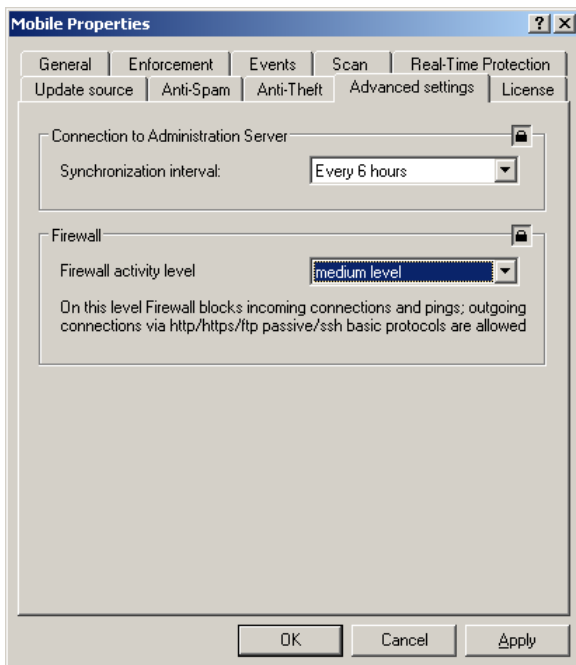 Mobile Properties
General Enforcement Events Scan Real-Time Protection
Update source Anti-Spam Anti-Theft Advanced settings License
Connection to Administration Server
Synchronization interval: Every 6 hours
Firewall
Firewall activity level medium level
On this level Firewall blocks incoming connections and pings; outgoing
connections via http/https/ftp passive/ssh basic protocols are allowed
OK Cancel Apply